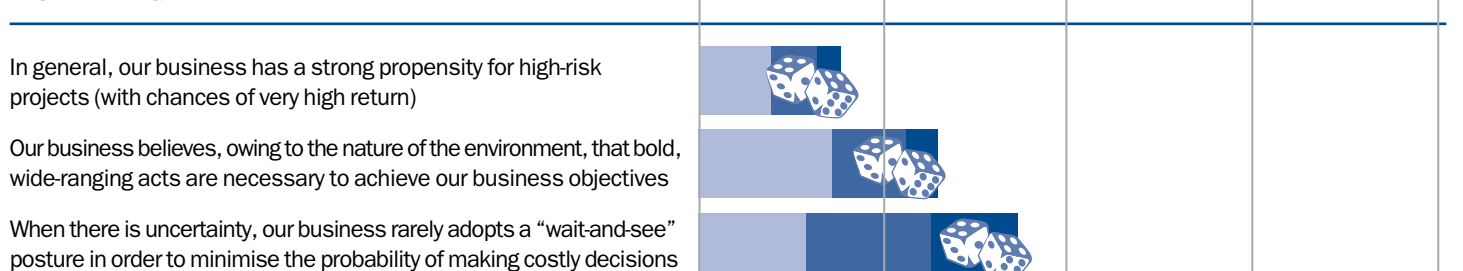 In general, our business has a strong propensity for high-risk
projects (with chances of very high return)
Our business believes, owing to the nature of the environment, that bold,
wide-ranging acts are necessary to achieve our business objectives
When there is uncertainty, our business rarely adopts a “wait-and-see”
posture in order to minimise the probability of making costly decisions